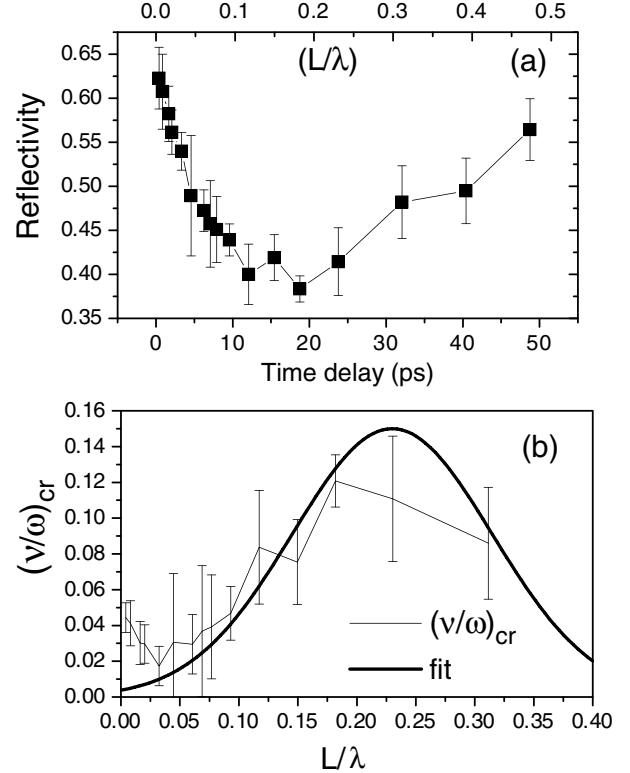 0.0 0.1 0.2 0.3 0.4 0.5
(L/λ)
(a)
0.65
0.60
0.55
0.50
0.45
0.40
0.35
Reflectivity
0 10 20 30 40 50
Time delay (ps)
0.16
0.14
0.12
0.10
0.08
0.06
0.04
0.02
0.00
(ν/ω)cr
(b)
(ν/ω)cr
fit
0.00 0.05 0.10 0.15 0.20 0.25 0.30 0.35 0.40
L/λ